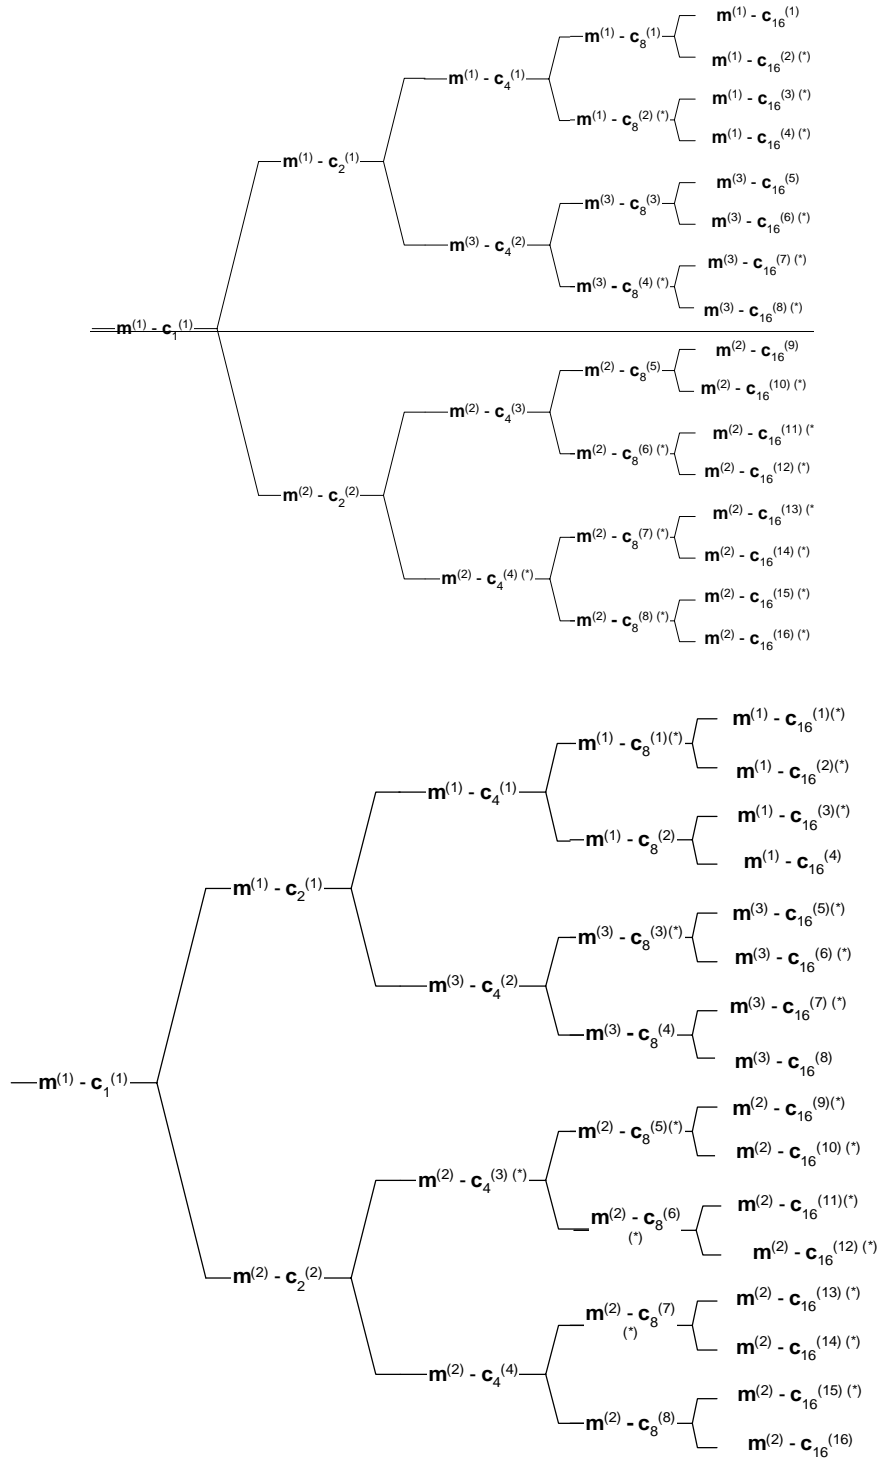 m(1) - c16(1)
m(1) - c8(1)
m(1) - c16(2) (*)
m(1) - c4(1)
m(1) - c16(3) (*)
m(1) - c8(2) (*)
m(1) - c16(4) (*)
m(1) - c2(1)
m(3) - c16(5)
m(3) - c8(3)
m(3) - c16(6) (*)
m(3) - c4(2)
m(3) - c16(7) (*)
m(3) - c8(4) (*)
m(3) - c16(8) (*)
m(1) - c1(1)
m(2) - c16(9)
m(2) - c8(5)
m(2) - c16(10) (*)
m(2) - c4(3)
m(2) - c16(11) (*
m(2) - c8(6) (*)
m(2) - c16(12) (*)
m(2) - c2(2)
m(2) - c16(13) (*
m(2) - c8(7) (*)
m(2) - c16(14) (*)
m(2) - c4(4) (*)
m(2) - c16(15) (*)
m(2) - c8(8) (*)
m(2) - c16(16) (*)
m(1) - c16(1)(*)
m(1) - c8(1)(*)
m(1) - c16(2)(*)
m(1) - c4(1)
m(1) - c16(3)(*)
m(1) - c8(2)
m(1) - c16(4)
m(1) - c2(1)
m(3) - c16(5)(*)
m(3) - c8(3)(*)
m(3) - c16(6) (*)
m(3) - c4(2)
m(3) - c16(7) (*)
m(3) - c8(4)
m(3) - c16(8)
m(1) - c1(1)
m(2) - c16(9)(*)
m(2) - c8(5)(*)
m(2) - c16(10) (*)
m(2) - c4(3) (*)
m(2) - c16(11)(*)
m(2) - c8(6)
(*)
m(2) - c16(12) (*)
m(2) - c2(2)
m(2) - c16(13) (*)
m(2) - c8(7)
(*)
m(2) - c16(14) (*)
m(2) - c4(4)
m(2) - c16(15) (*)
m(2) - c8(8)
m(2) - c16(16)